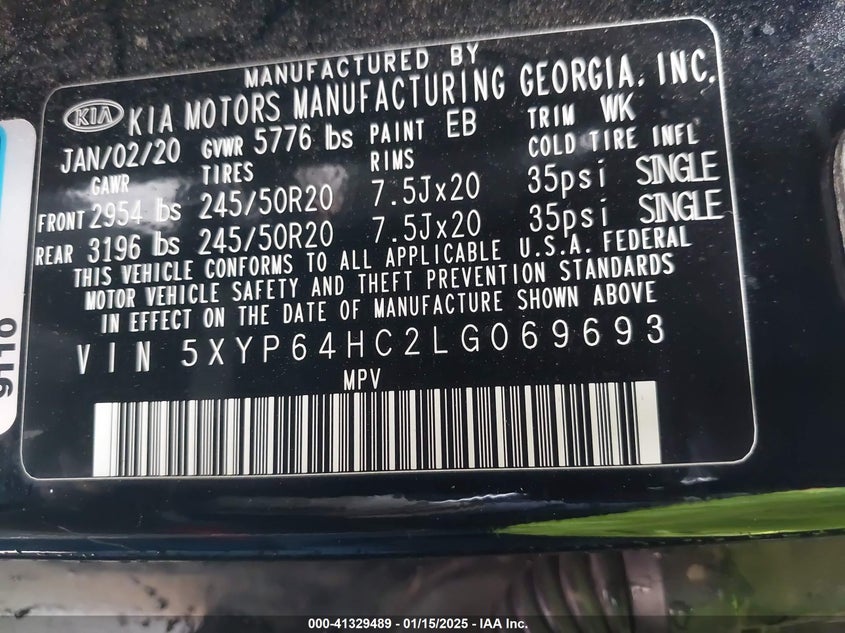 MANUFACTURED BY
KIA KIA MOTORS MANUFACTURING GEORGIA, INC.
JAN/02/20 GVWR 5776 lbs PAINT EB TRIM WK
GAWR TIRES RIMS COLD TIRE INFL
FRONT 2954 lbs 245/50R20 7.5Jx20 35psi SINGLE
REAR 3196 lbs 245/50R20 7.5Jx20 35psi SINGLE
THIS VEHICLE CONFORMS TO ALL APPLICABLE U.S.A. FEDERAL
MOTOR VEHICLE SAFETY AND THEFT PREVENTION STANDARDS
IN EFFECT ON THE DATE OF MANUFACTURE SHOWN ABOVE
VIN 5XYP64HC2LG069693
MPV
000-41329489 - 01/15/2025 - IAA Inc.